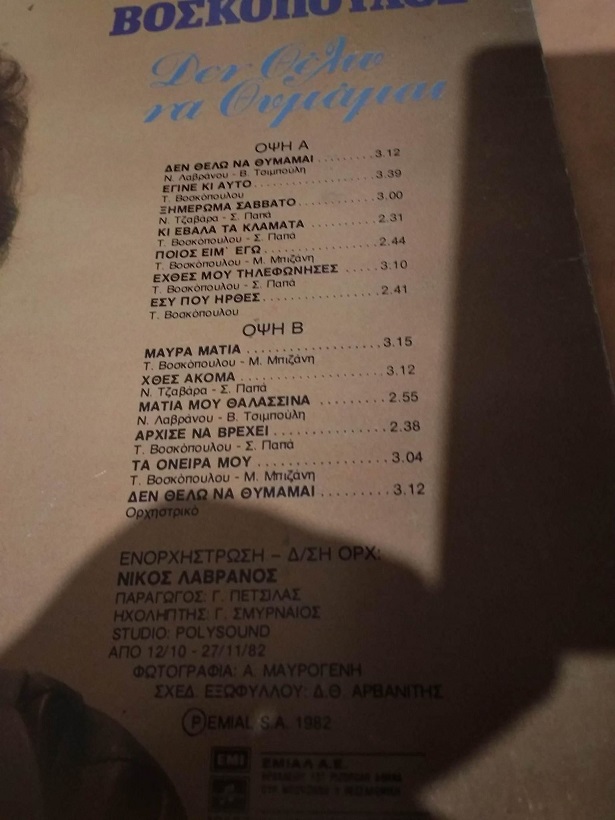 ΒΟΣΚΟΠΟΥΛΟΣ
Δεν Θέλω
να Θυμάμαι
ΟΨΗ Α
ΔΕΝ ΘΕΛΩ ΝΑ ΘΥΜΑΜΑΙ ........ 3.12
Ν. Λαβράνου - Β. Τσιμπούλη
ΕΓΙΝΕ ΚΙ ΑΥΤΟ ................ 3.39
Τ. Βοσκόπουλου
ΞΗΜΕΡΩΜΑ ΣΑΒΒΑΤΟ .......... 3.00
Ν. Τζαβάρα - Σ. Παπά
ΚΙ ΕΒΑΛΑ ΤΑ ΚΛΑΜΑΤΑ ......... 2.31
Τ. Βοσκόπουλου - Σ. Παπά
ΠΟΙΟΣ ΕΙΜ' ΕΓΩ .............. 2.44
Τ. Βοσκόπουλου - Μ. Μπιζάνη
ΕΧΘΕΣ ΜΟΥ ΤΗΛΕΦΩΝΗΣΕΣ ..... 3.10
Τ. Βοσκόπουλου - Σ. Παπά
ΕΣΥ ΠΟΥ ΗΡΘΕΣ ............... 2.41
Τ. Βοσκόπουλου
ΟΨΗ Β
ΜΑΥΡΑ ΜΑΤΙΑ ................ 3.15
Τ. Βοσκόπουλου - Μ. Μπιζάνη
ΧΘΕΣ ΑΚΟΜΑ ................ 3.12
Ν. Τζαβάρα - Σ. Παπά
ΜΑΤΙΑ ΜΟΥ ΘΑΛΑΣΣΙΝΑ ........ 2.55
Ν. Λαβράνου - Β. Τσιμπούλη
ΑΡΧΙΣΕ ΝΑ ΒΡΕΧΕΙ ............. 2.38
Τ. Βοσκόπουλου - Σ. Παπά
ΤΑ ΟΝΕΙΡΑ ΜΟΥ ............... 3.04
Τ. Βοσκόπουλου - Μ. Μπιζάνη
ΔΕΝ ΘΕΛΩ ΝΑ ΘΥΜΑΜΑΙ ........ 3.12
Ορχηστρικό
ΕΝΟΡΧΗΣΤΡΩΣΗ – Δ/ΣΗ ΟΡΧ:
ΝΙΚΟΣ ΛΑΒΡΑΝΟΣ
ΠΑΡΑΓΩΓΟΣ: Γ. ΠΕΤΣΙΛΑΣ
ΗΧΟΛΗΠΤΗΣ: Γ. ΣΜΥΡΝΑΙΟΣ
STUDIO: POLYSOUND
ΑΠΟ 12/10 - 27/11/82
ΦΩΤΟΓΡΑΦΙΑ: Α. ΜΑΥΡΟΓΕΝΗ
ΣΧΕΔ. ΕΞΩΦΥΛΛΟΥ: Δ.Θ. ΑΡΒΑΝΙΤΗΣ
Ⓟ EMIAL S.A. 1982
EMI ΕΜΙΑΛ Α.Ε.